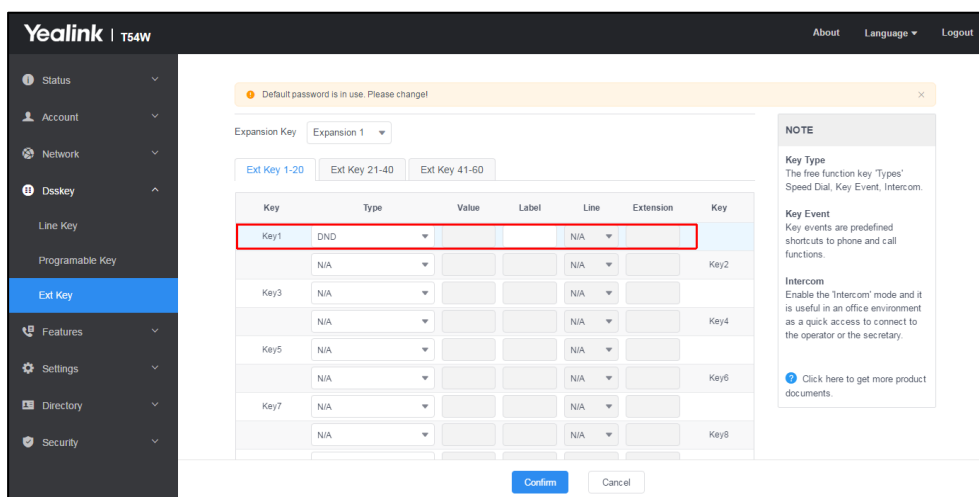 Yealink | T54W
About Language Logout
Status
Account
Network
Dsskey
Line Key
Programable Key
Ext Key
Features
Settings
Directory
Security
Default password is in use. Please change!
Expansion Key Expansion 1
Ext Key 1-20 Ext Key 21-40 Ext Key 41-60
Key Type Value Label Line Extension Key
Key1 DND N/A
N/A N/A Key2
Key3 N/A N/A
N/A N/A Key4
Key5 N/A N/A
N/A N/A Key6
Key7 N/A N/A
N/A N/A Key8
Confirm Cancel
NOTE
Key Type
The free function key 'Types'
Speed Dial, Key Event, Intercom.
Key Event
Key events are predefined
shortcuts to phone and call
functions.
Intercom
Enable the 'Intercom' mode and it
is useful in an office environment
as a quick access to connect to
the operator or the secretary.
Click here to get more product
documents.